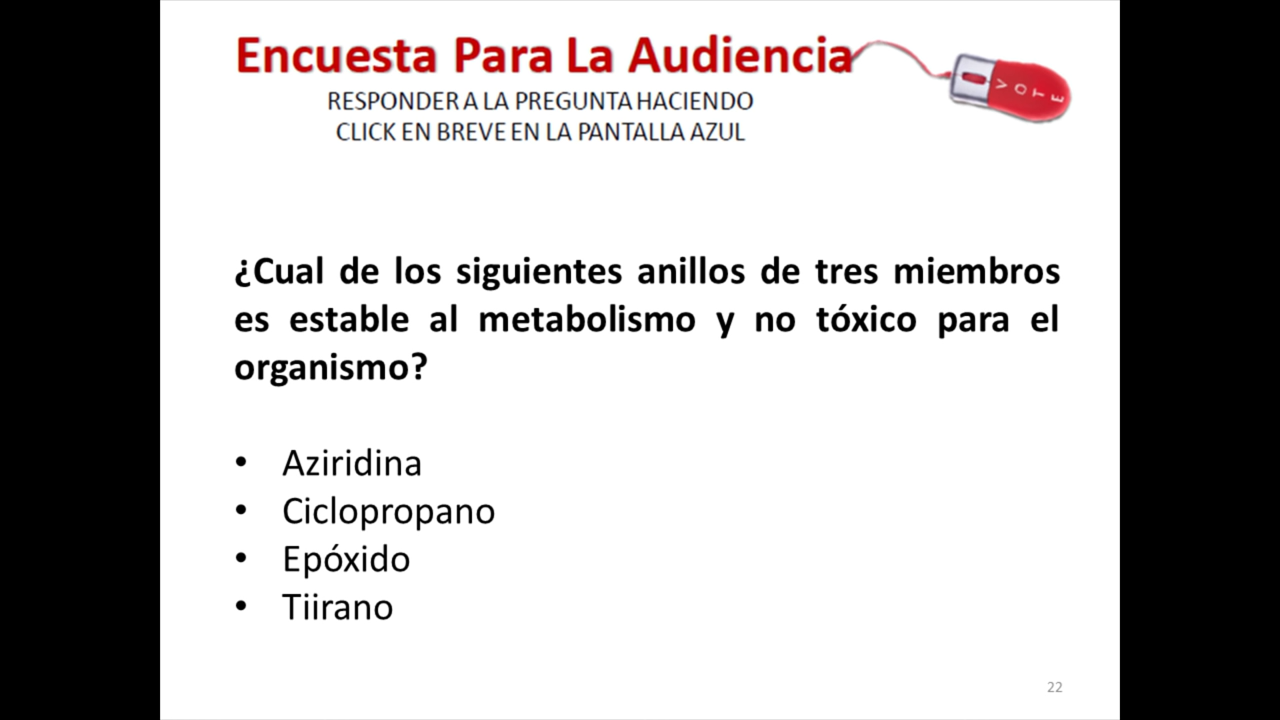 Encuesta Para La Audiencia
RESPONDER A LA PREGUNTA HACIENDO
CLICK EN BREVE EN LA PANTALLA AZUL
VOTE
¿Cual de los siguientes anillos de tres miembros
es estable al metabolismo y no tóxico para el
organismo?
• Aziridina
• Ciclopropano
• Epóxido
• Tiirano
22